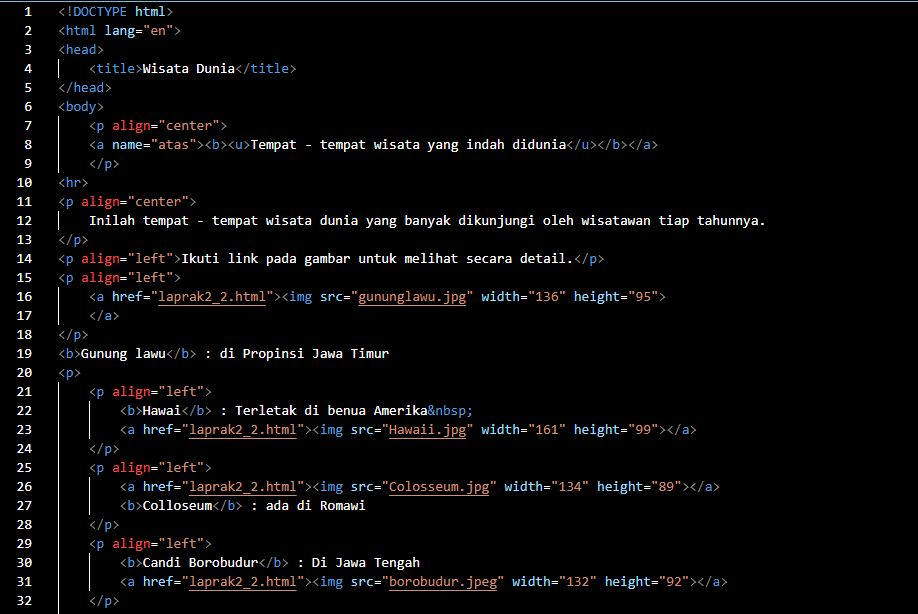 1 <!DOCTYPE html>
2 <html lang="en">
3 <head>
4     <title>Wisata Dunia</title>
5 </head>
6 <body>
7     <p align="center">
8     <a name="atas"><b><u>Tempat - tempat wisata yang indah didunia</u></b></a>
9     </p>
10 <hr>
11 <p align="center">
12     Inilah tempat - tempat wisata dunia yang banyak dikunjungi oleh wisatawan tiap tahunnya.
13 </p>
14 <p align="left">Ikuti link pada gambar untuk melihat secara detail.</p>
15 <p align="left">
16     <a href="laprak2_2.html"><img src="gununglawu.jpg" width="136" height="95">
17     </a>
18 </p>
19 <b>Gunung lawu</b> : di Propinsi Jawa Timur
20 <p>
21     <p align="left">
22         <b>Hawai</b> : Terletak di benua Amerika&nbsp;
23         <a href="laprak2_2.html"><img src="Hawaii.jpg" width="161" height="99"></a>
24     </p>
25     <p align="left">
26         <a href="laprak2_2.html"><img src="Colosseum.jpg" width="134" height="89"></a>
27         <b>Colloseum</b> : ada di Romawi
28     </p>
29     <p align="left">
30         <b>Candi Borobudur</b> : Di Jawa Tengah
31         <a href="laprak2_2.html"><img src="borobudur.jpeg" width="132" height="92"></a>
32     </p>